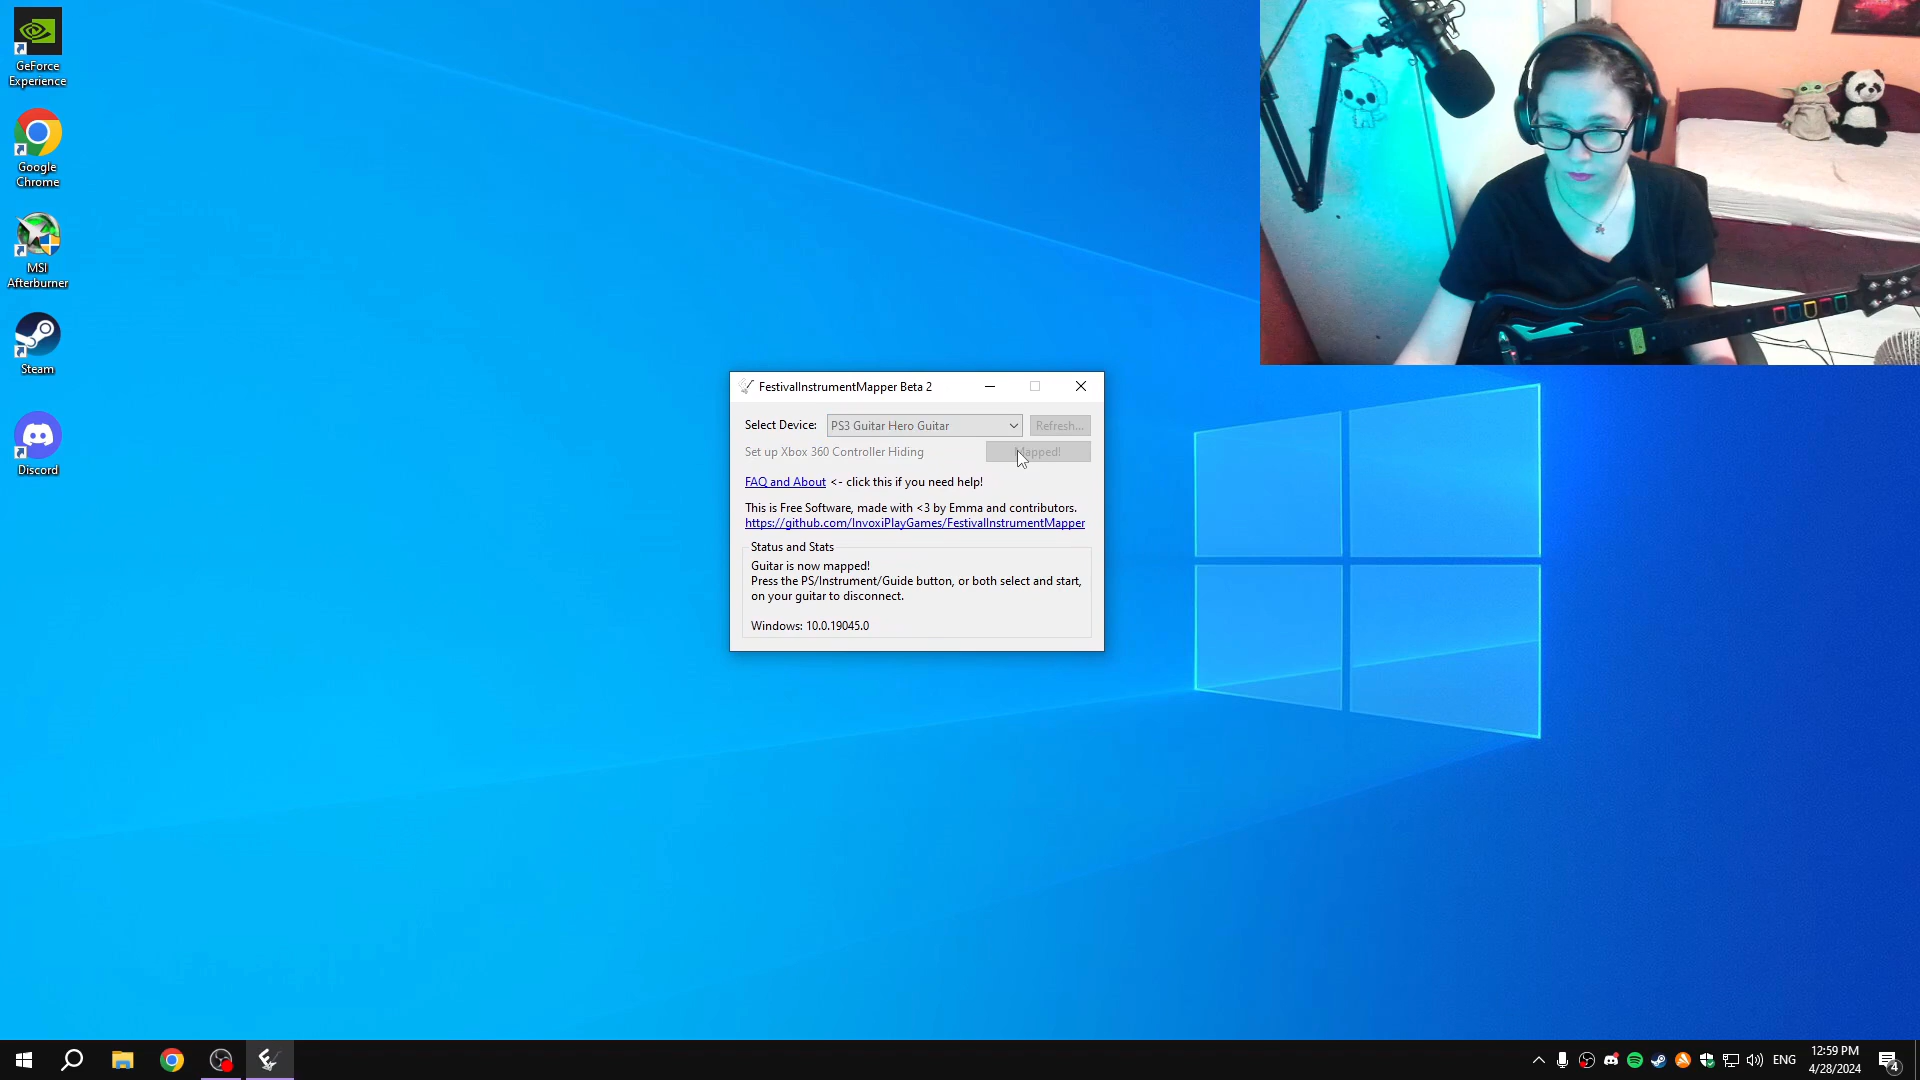 GeForce
Experience
Google
Chrome
MSI
Afterburner
Steam
Discord
FestivalInstrumentMapper Beta 2
Select Device: PS3 Guitar Hero Guitar Refresh...
Set up Xbox 360 Controller Hiding Mapped!
FAQ and About <- click this if you need help!
This is Free Software, made with <3 by Emma and contributors.
https://github.com/InvoxiPlayGames/FestivalInstrumentMapper
Status and Stats
Guitar is now mapped!
Press the PS/Instrument/Guide button, or both select and start,
on your guitar to disconnect.
Windows: 10.0.19045.0
ENG
12:59 PM
4/28/2024
4